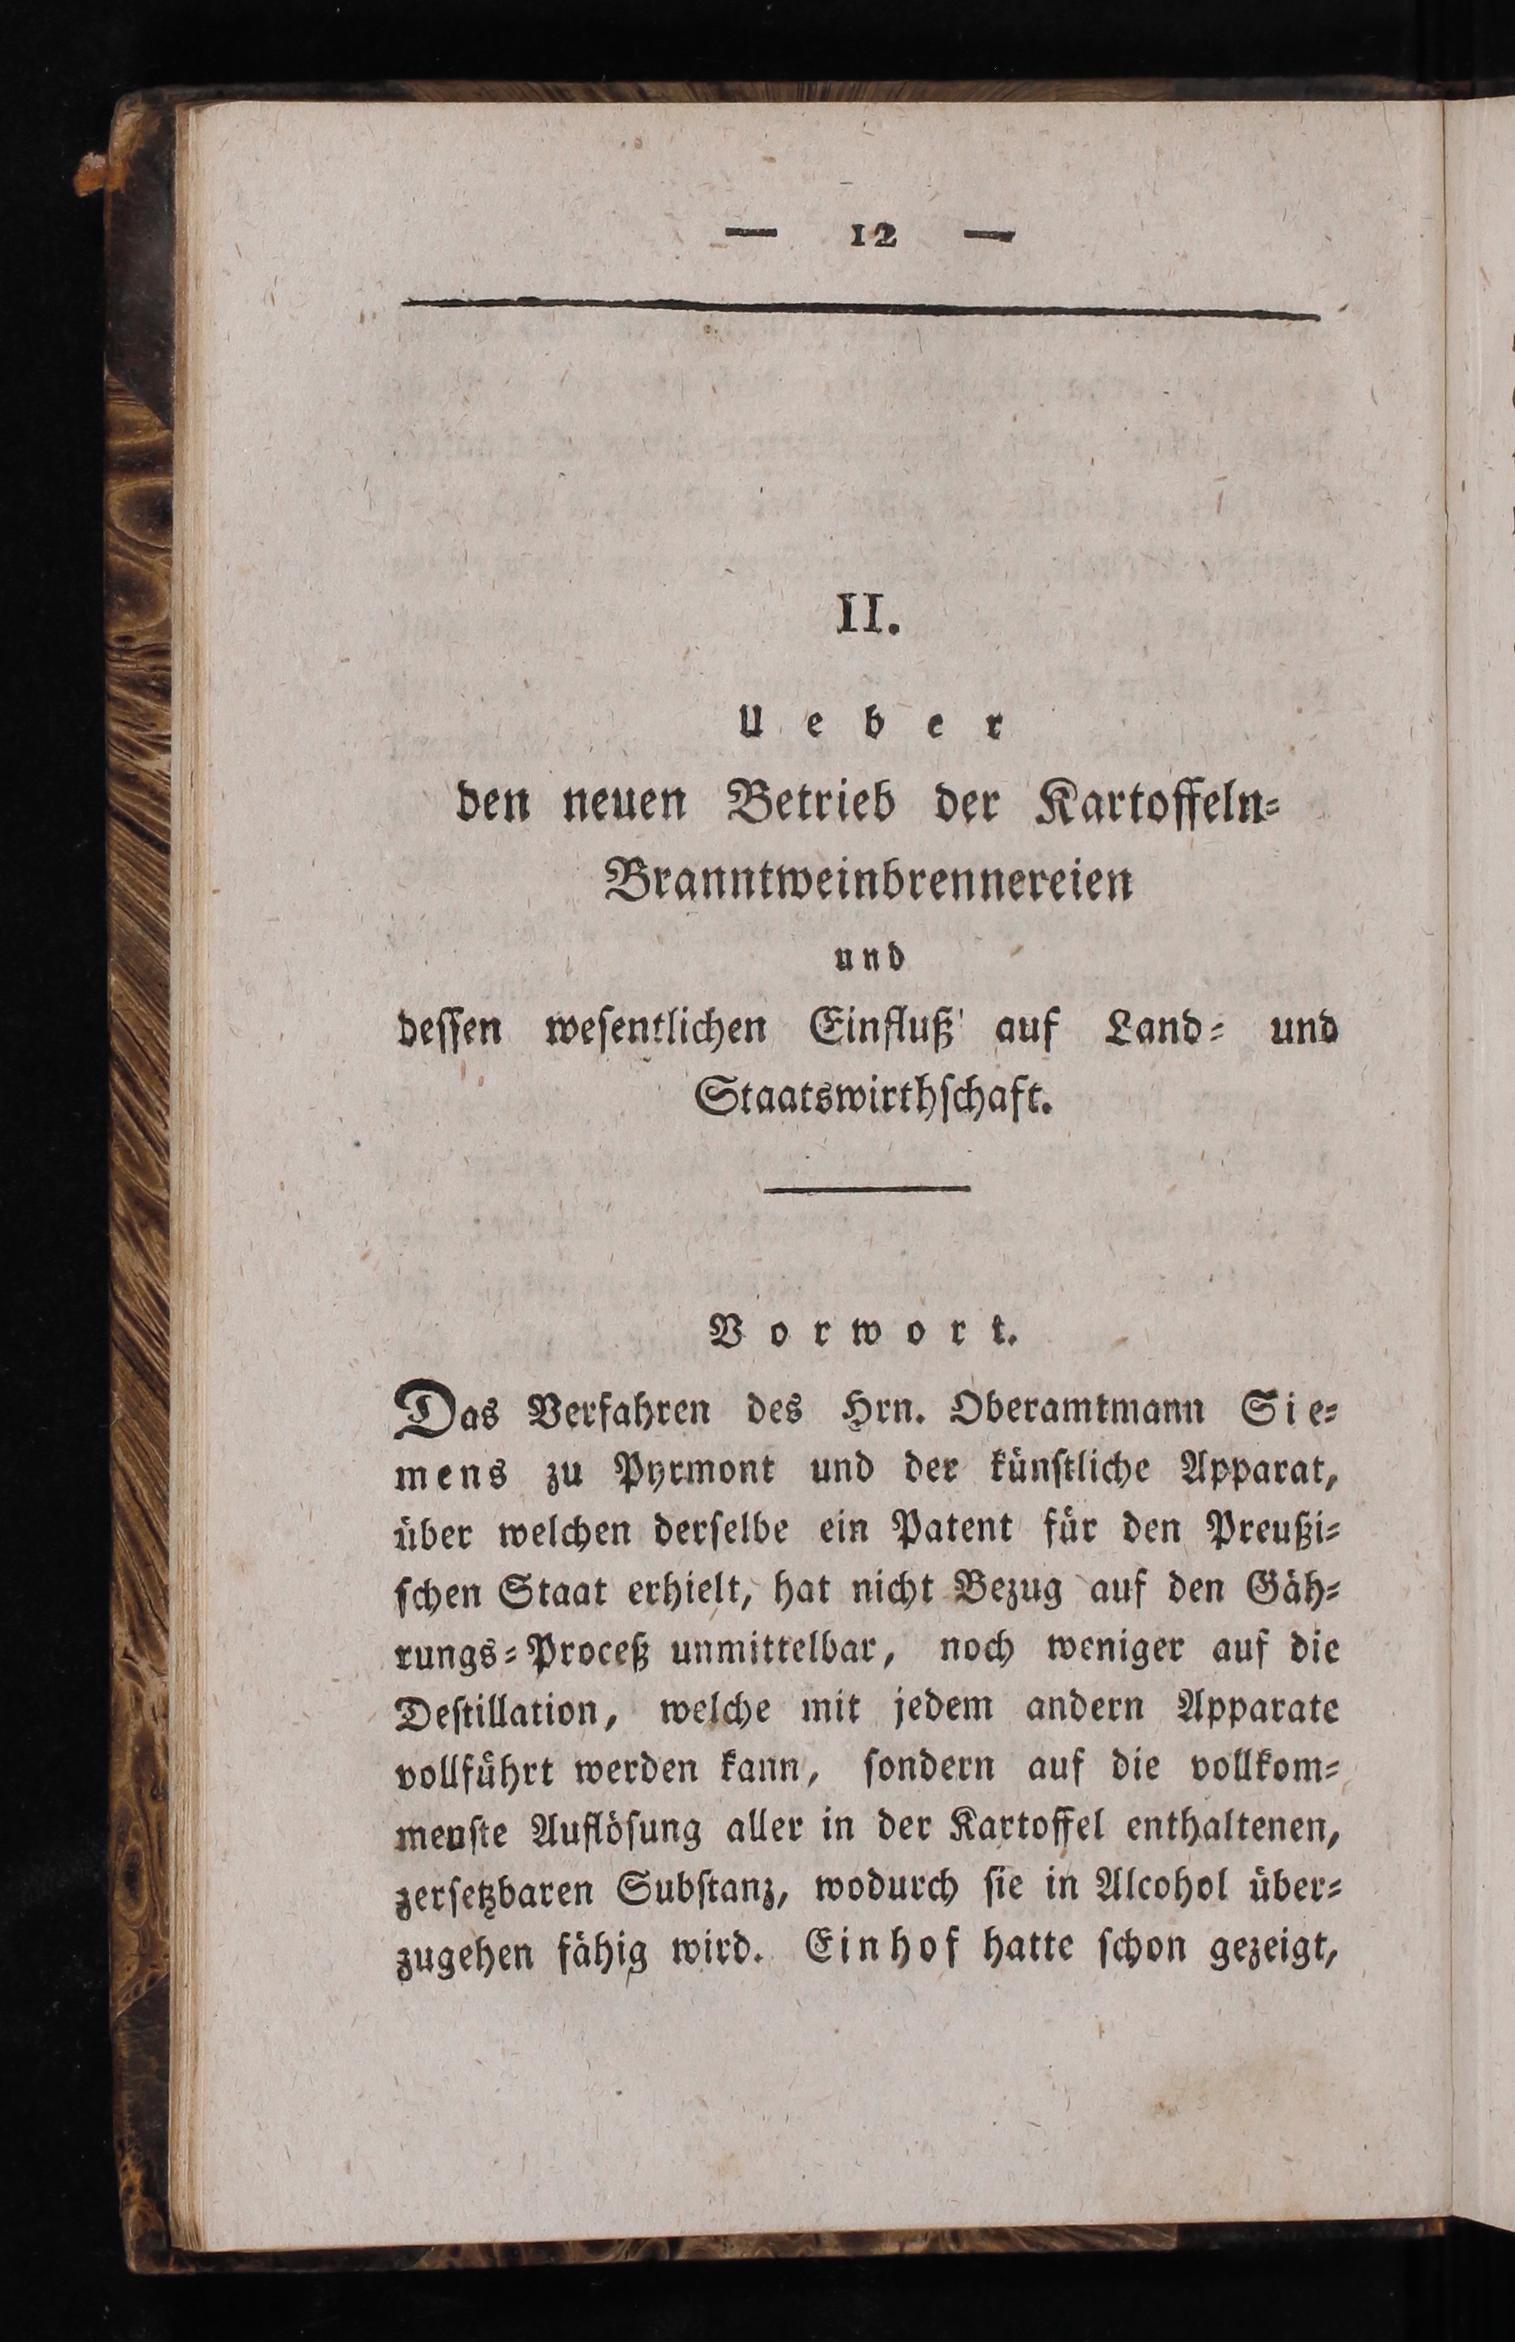 — 12 —
II.
Ueber
den neuen Betrieb der Kartoffeln-
Branntweinbrennereien
und
dessen wesentlichen Einfluß auf Land- und
Staatswirthschaft.
Vorwort.
Das Verfahren des Hrn. Oberamtmann Sie-
mens zu Pyrmont und der künstliche Apparat,
über welchen derselbe ein Patent für den Preußi-
schen Staat erhielt, hat nicht Bezug auf den Gäh-
rungs-Proceß unmittelbar, noch weniger auf die
Destillation, welche mit jedem andern Apparate
vollführt werden kann, sondern auf die vollkom-
menste Auflösung aller in der Kartoffel enthaltenen,
zersetzbaren Substanz, wodurch sie in Alcohol über-
zugehen fähig wird. Einhof hatte schon gezeigt,